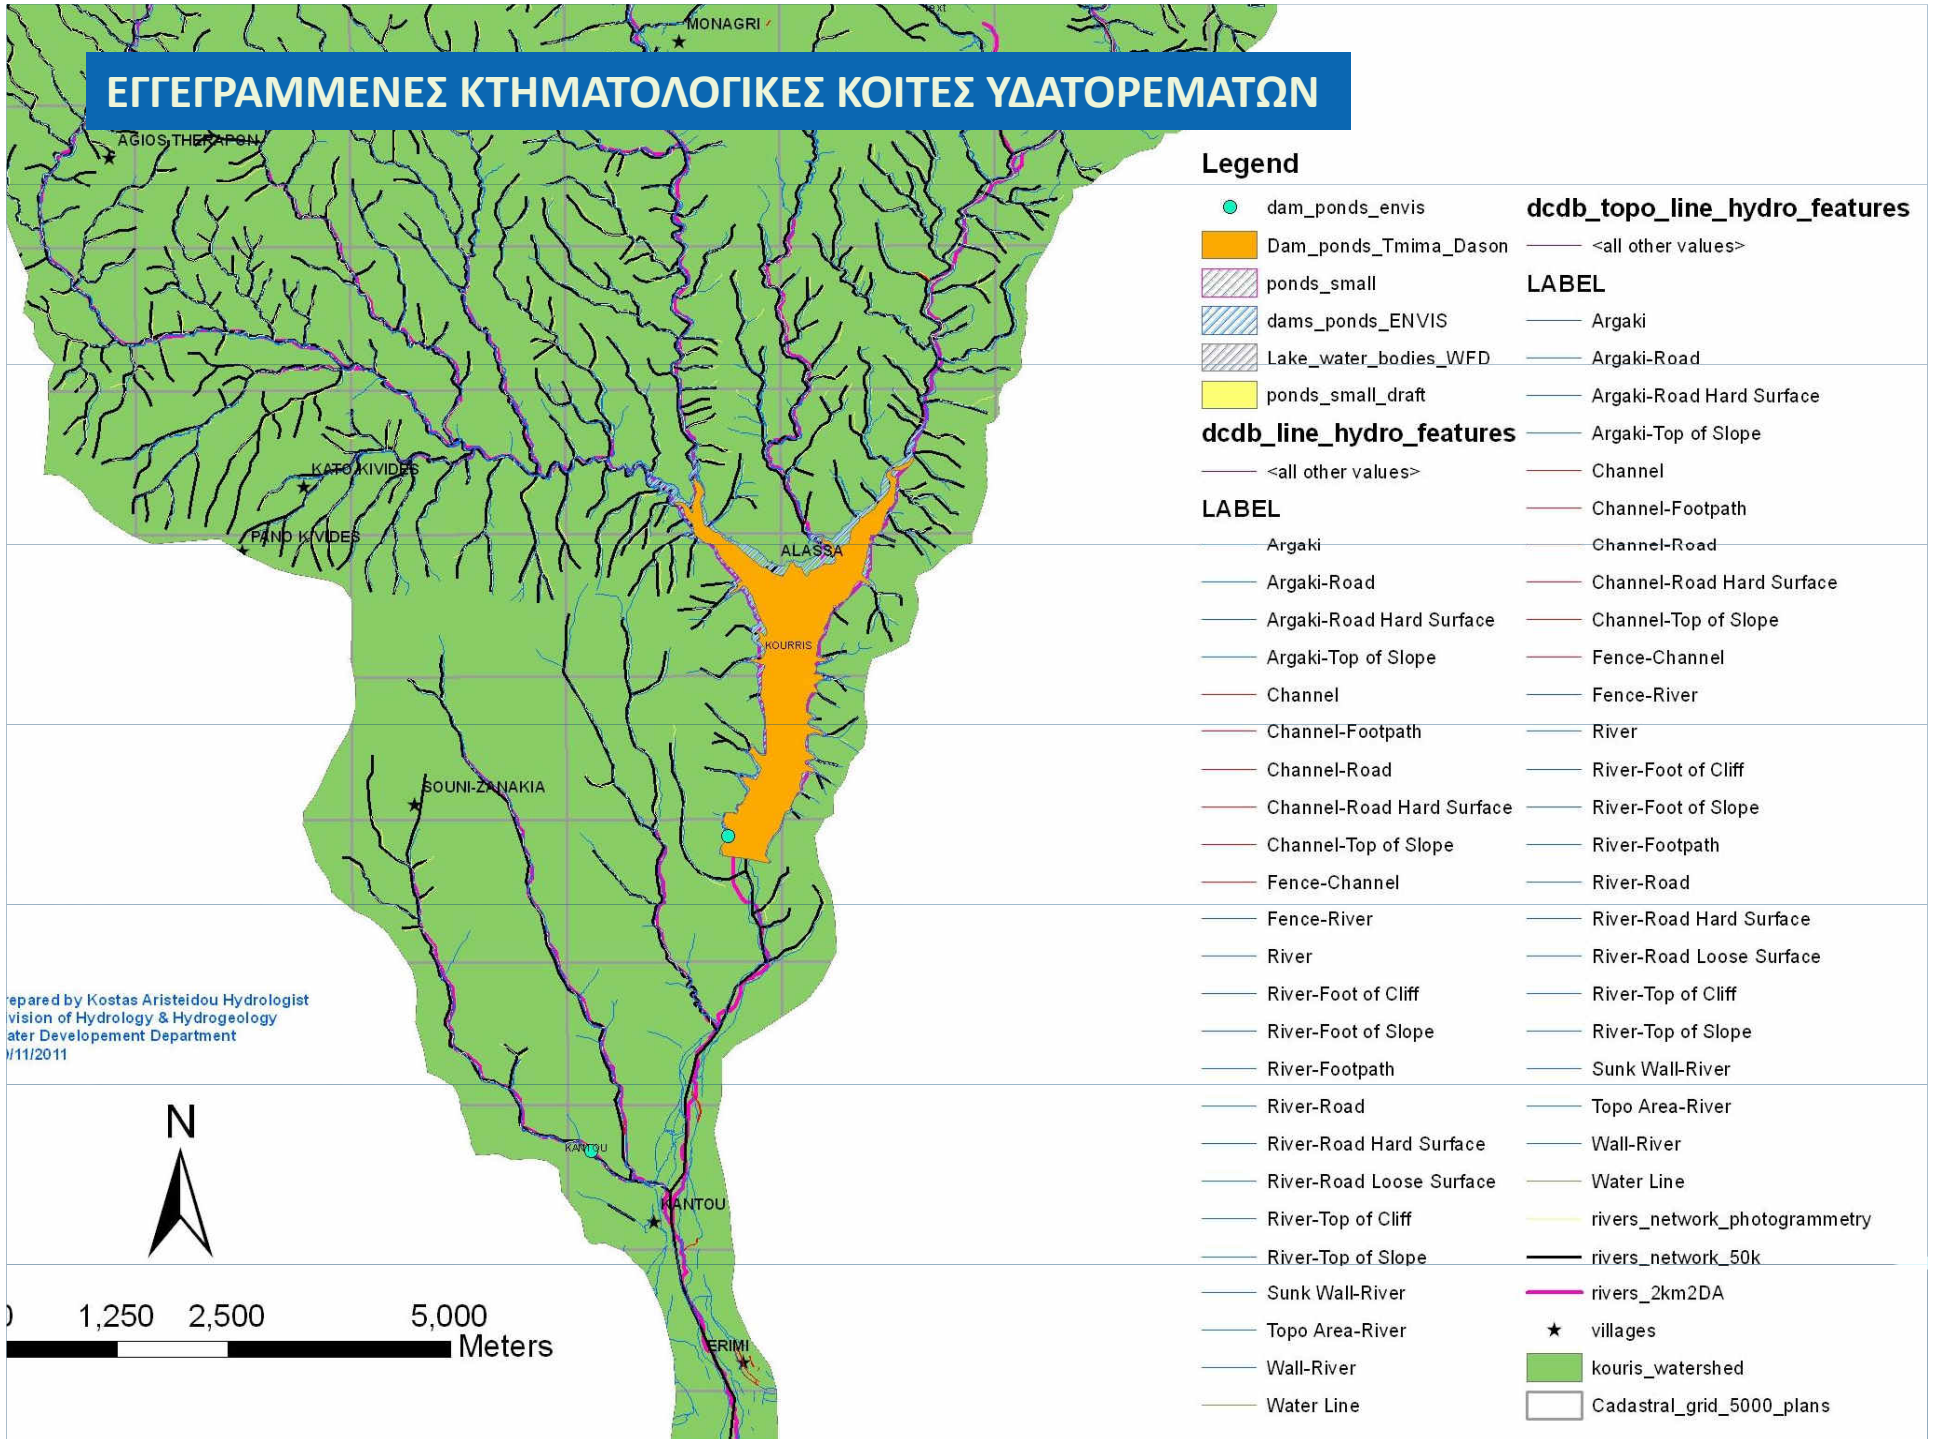 text
MONAGRI
ΕΓΓΕΓΡΑΜΜΕΝΕΣ ΚΤΗΜΑΤΟΛΟΓΙΚΕΣ ΚΟΙΤΕΣ ΥΔΑΤΟΡΕΜΑΤΩΝ
AGIOS THERAPON
KATO KIVIDES
PANO KIVIDES
ALASSA
KOURRIS
SOUNI-ZANAKIA
KANTOU
KANTOU
ERIMI
repared by Kostas Aristeidou Hydrologist
vision of Hydrology & Hydrogeology
ater Developement Department
/11/2011
N
0 1,250 2,500 5,000
Meters
Legend
dam_ponds_envis
Dam_ponds_Tmima_Dason
ponds_small
dams_ponds_ENVIS
Lake_water_bodies_WFD
ponds_small_draft
dcdb_line_hydro_features
<all other values>
LABEL
Argaki
Argaki-Road
Argaki-Road Hard Surface
Argaki-Top of Slope
Channel
Channel-Footpath
Channel-Road
Channel-Road Hard Surface
Channel-Top of Slope
Fence-Channel
Fence-River
River
River-Foot of Cliff
River-Foot of Slope
River-Footpath
River-Road
River-Road Hard Surface
River-Road Loose Surface
River-Top of Cliff
River-Top of Slope
Sunk Wall-River
Topo Area-River
Wall-River
Water Line
dcdb_topo_line_hydro_features
<all other values>
LABEL
Argaki
Argaki-Road
Argaki-Road Hard Surface
Argaki-Top of Slope
Channel
Channel-Footpath
Channel-Road
Channel-Road Hard Surface
Channel-Top of Slope
Fence-Channel
Fence-River
River
River-Foot of Cliff
River-Foot of Slope
River-Footpath
River-Road
River-Road Hard Surface
River-Road Loose Surface
River-Top of Cliff
River-Top of Slope
Sunk Wall-River
Topo Area-River
Wall-River
Water Line
rivers_network_photogrammetry
rivers_network_50k
rivers_2km2DA
villages
kouris_watershed
Cadastral_grid_5000_plans